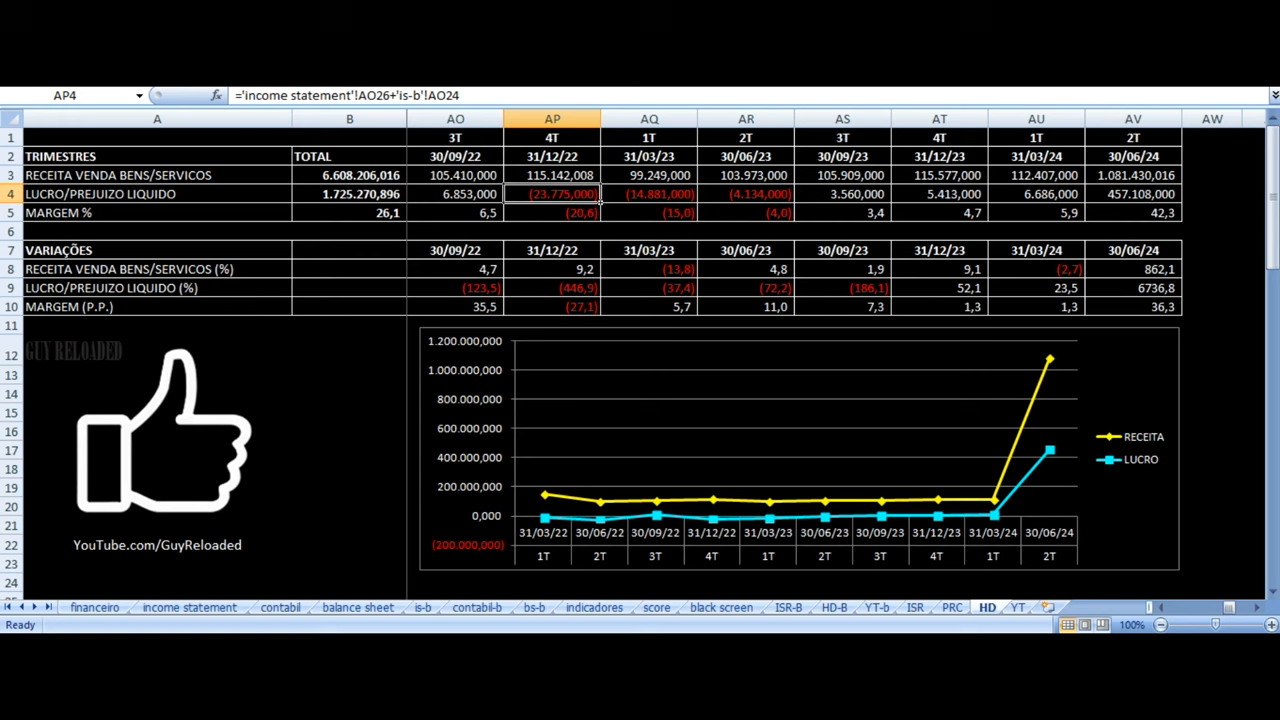 AP4 fx ='income statement'!AO26+'is-b'!AO24
A B AO AP AQ AR AS AT AU AV AW
1 3T 4T 1T 2T 3T 4T 1T 2T
2 TRIMESTRES TOTAL 30/09/22 31/12/22 31/03/23 30/06/23 30/09/23 31/12/23 31/03/24 30/06/24
3 RECEITA VENDA BENS/SERVICOS 6.608.206,016 105.410,000 115.142,008 99.249,000 103.973,000 105.909,000 115.577,000 112.407,000 1.081.430,016
4 LUCRO/PREJUIZO LIQUIDO 1.725.270,896 6.853,000 (23.775,000) (14.881,000) (4.134,000) 3.560,000 5.413,000 6.686,000 457.108,000
5 MARGEM % 26,1 6,5 (20,6) (15,0) (4,0) 3,4 4,7 5,9 42,3
6
7 VARIAÇÕES 30/09/22 31/12/22 31/03/23 30/06/23 30/09/23 31/12/23 31/03/24 30/06/24
8 RECEITA VENDA BENS/SERVICOS (%) 4,7 9,2 (13,8) 4,8 1,9 9,1 (2,7) 862,1
9 LUCRO/PREJUIZO LIQUIDO (%) (123,5) (446,9) (37,4) (72,2) (186,1) 52,1 23,5 6736,8
10 MARGEM (P.P.) 35,5 (27,1) 5,7 11,0 7,3 1,3 1,3 36,3
11
12 GUY RELOADED
13
14
15
16
17
18
19
20
21
22
23
24
YouTube.com/GuyReloaded
1.200.000,000
1.000.000,000
800.000,000
600.000,000
400.000,000
200.000,000
0,000
(200.000,000)
31/03/22 30/06/22 30/09/22 31/12/22 31/03/23 30/06/23 30/09/23 31/12/23 31/03/24 30/06/24
1T 2T 3T 4T 1T 2T 3T 4T 1T 2T
RECEITA
LUCRO
financeiro income statement contabil balance sheet is-b contabil-b bs-b indicadores score black screen ISR-B HD-B YT-b ISR PRC HD YT
Ready 100%